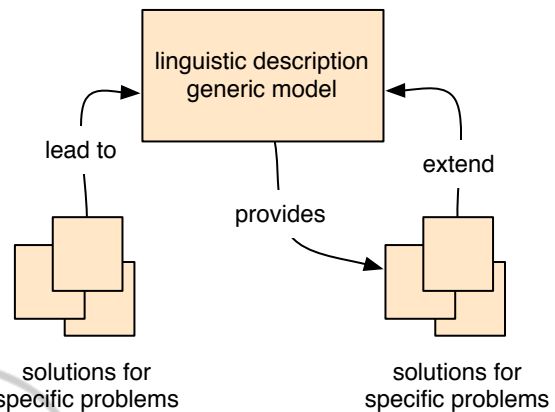 linguistic description
generic model
lead to
extend
provides
solutions for
specific problems
solutions for
specific problems